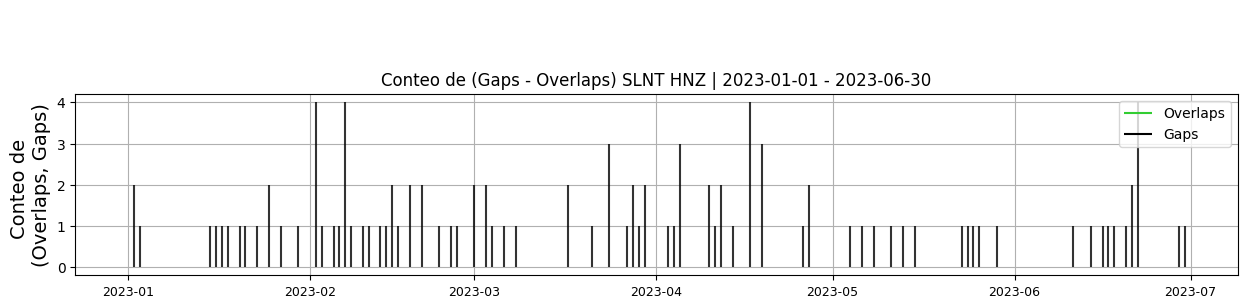 Conteo de (Gaps - Overlaps) SLNT HNZ | 2023-01-01 - 2023-06-30
Conteo de
(Overlaps, Gaps)
4
3
2
1
0
Overlaps
Gaps
2023-01
2023-02
2023-03
2023-04
2023-05
2023-06
2023-07